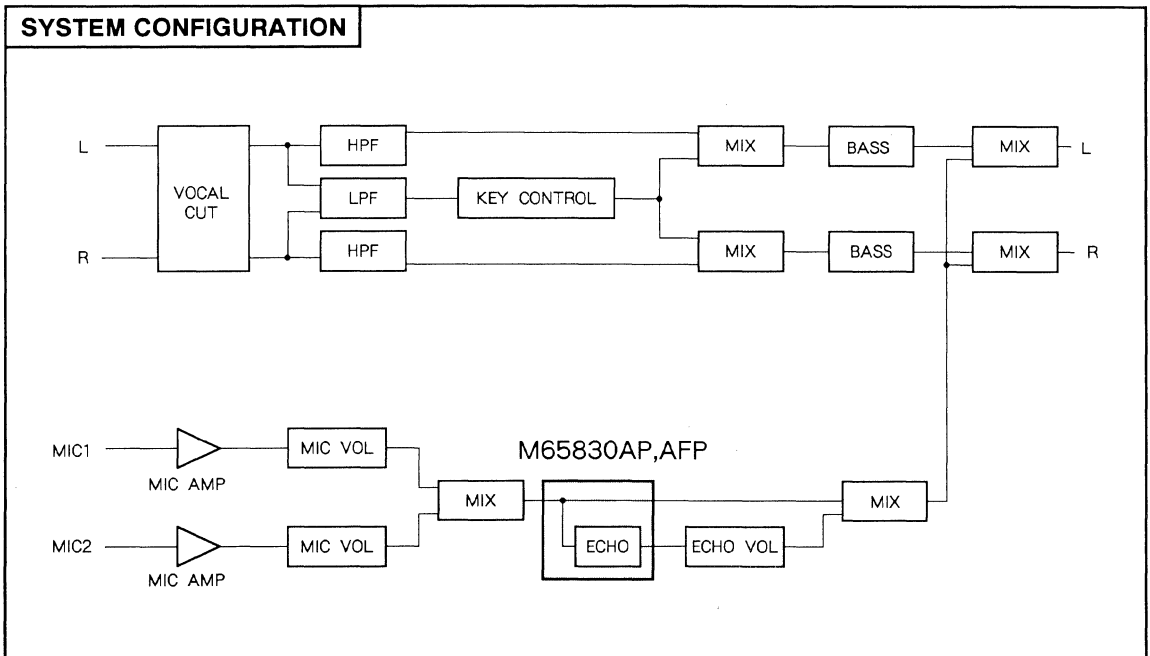 SYSTEM CONFIGURATION
L
VOCAL
CUT
HPF
MIX
BASS
MIX
L
LPF
KEY CONTROL
R
HPF
MIX
BASS
MIX
R
MIC1
MIC AMP
MIC VOL
M65830AP,AFP
MIX
MIX
MIC2
MIC AMP
MIC VOL
ECHO
ECHO VOL